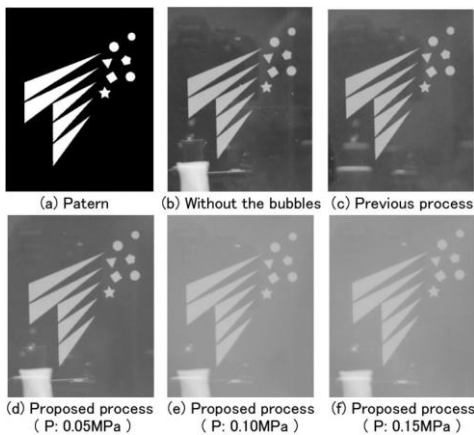 (a) Patern
(b) Without the bubbles
(c) Previous process
(d) Proposed process
( P: 0.05MPa )
(e) Proposed process
( P: 0.10MPa )
(f) Proposed process
( P: 0.15MPa )